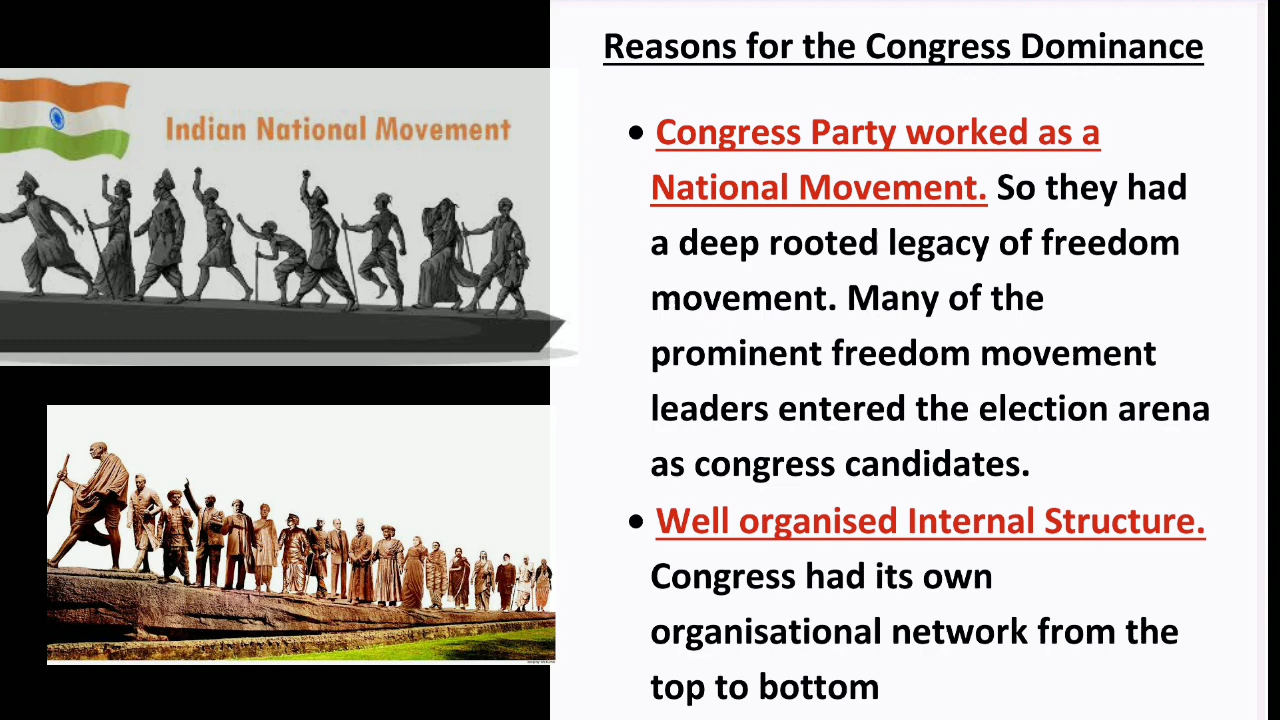 Reasons for the Congress Dominance
Indian National Movement
• Congress Party worked as a
National Movement. So they had
a deep rooted legacy of freedom
movement. Many of the
prominent freedom movement
leaders entered the election arena
as congress candidates.
• Well organised Internal Structure.
Congress had its own
organisational network from the
top to bottom